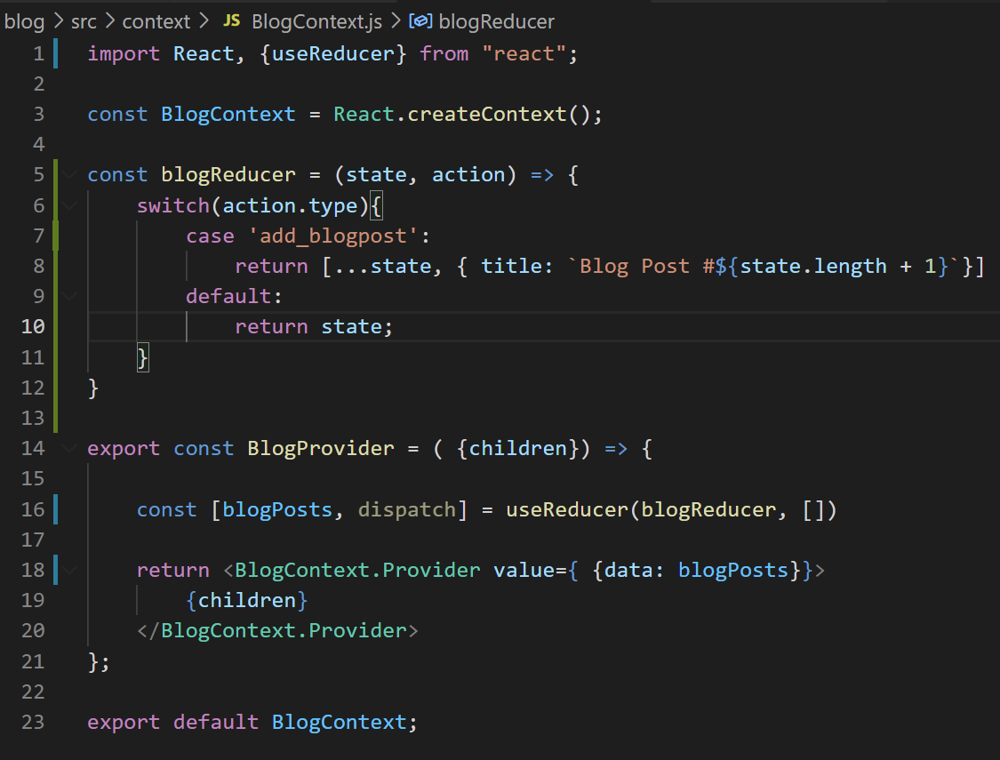 blog > src > context > JS BlogContext.js > blogReducer
1 import React, {useReducer} from "react";
2
3 const BlogContext = React.createContext();
4
5 const blogReducer = (state, action) => {
6 switch(action.type){
7 case 'add_blogpost':
8 return [...state, { title: `Blog Post #${state.length + 1}`}]
9 default:
10 return state;
11 }
12 }
13
14 export const BlogProvider = ( {children}) => {
15
16 const [blogPosts, dispatch] = useReducer(blogReducer, [])
17
18 return <BlogContext.Provider value={ {data: blogPosts}}>
19 {children}
20 </BlogContext.Provider>
21 };
22
23 export default BlogContext;